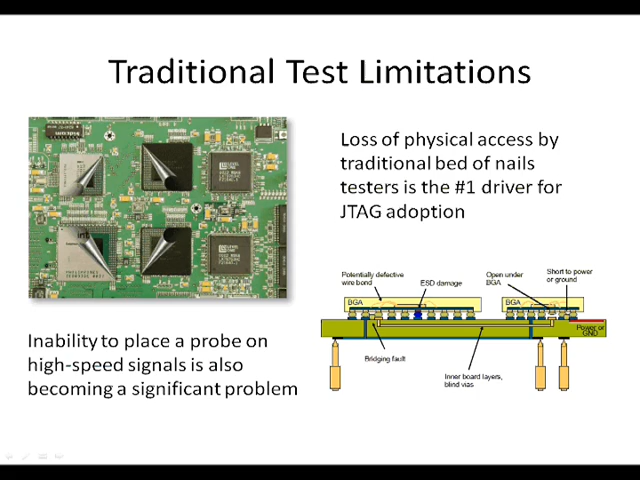 Traditional Test Limitations
Loss of physical access by
traditional bed of nails
testers is the #1 driver for
JTAG adoption
Potentially defective
wire bond
ESD damage
Open under
BGA
Short to power
or ground
BGA
BGA
Power or
GND
Bridging fault
Inner board layers,
blind vias
Inability to place a probe on
high-speed signals is also
becoming a significant problem